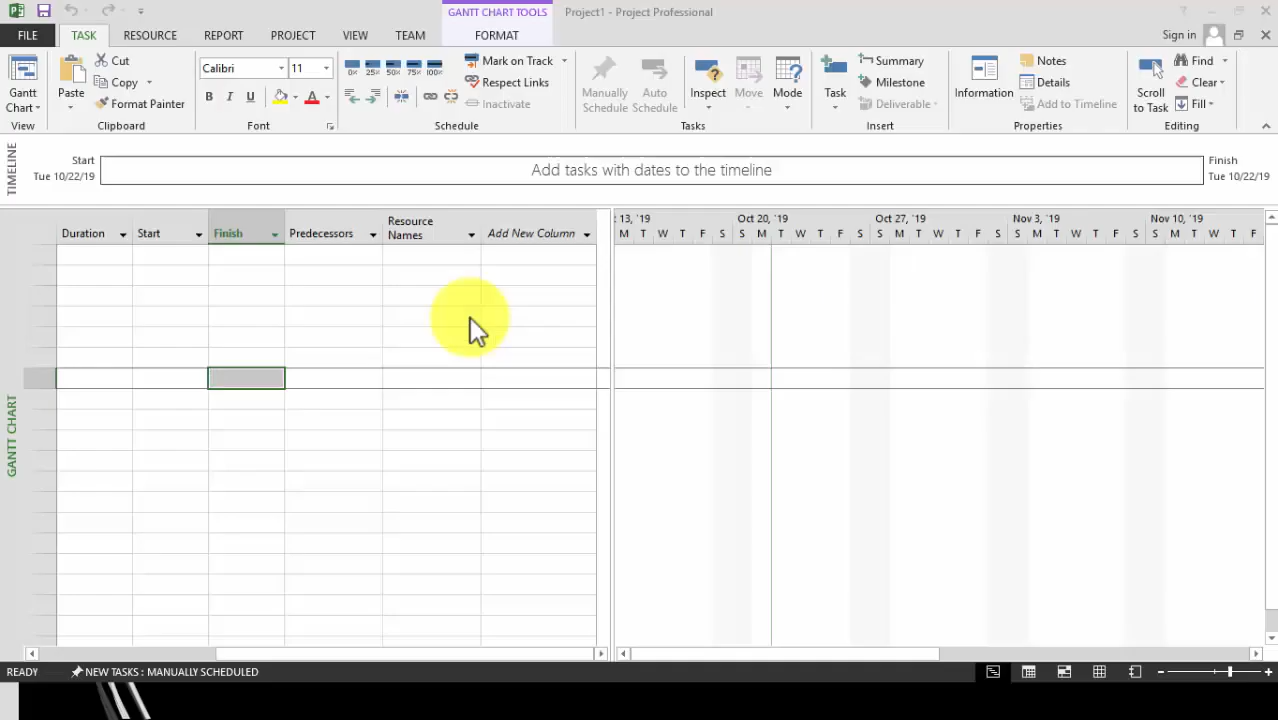 GANTT CHART TOOLS
Project1 - Project Professional
FILE TASK RESOURCE REPORT PROJECT VIEW TEAM FORMAT
Sign in
Gantt Chart
View
Paste
Cut
Copy
Format Painter
Clipboard
Calibri 11
B I U A
Font
0% 25% 50% 75% 100%
Mark on Track
Respect Links
Inactivate
Schedule
Manually Schedule
Auto Schedule
Inspect
Move
Mode
Tasks
Task
Summary
Milestone
Deliverable
Insert
Information
Notes
Details
Add to Timeline
Properties
Scroll to Task
Find
Clear
Fill
Editing
TIMELINE
Start
Tue 10/22/19
Add tasks with dates to the timeline
Finish
Tue 10/22/19
Duration Start Finish Predecessors Resource Names Add New Column
13, '19 Oct 20, '19 Oct 27, '19 Nov 3, '19 Nov 10, '19
M T W T F S S M T W T F S S M T W T F S S M T W T F S S M T W T F
GANTT CHART
READY NEW TASKS : MANUALLY SCHEDULED